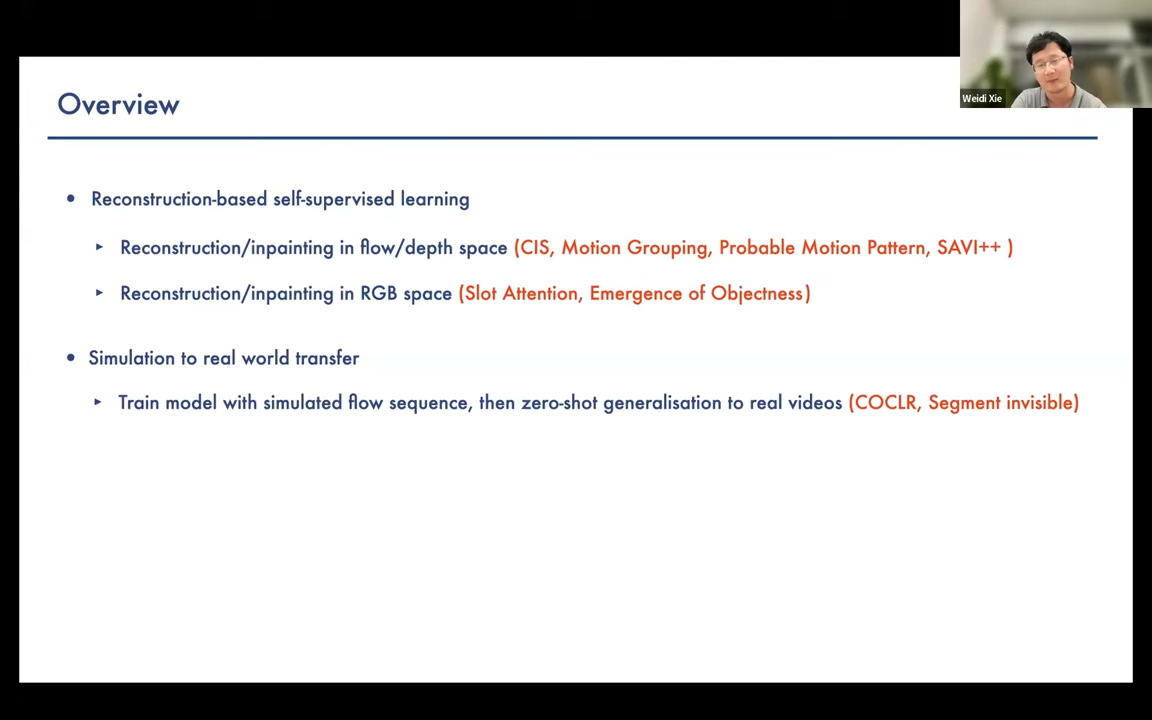 Overview
Weidi Xie
Reconstruction-based self-supervised learning
Reconstruction/inpainting in flow/depth space (CIS, Motion Grouping, Probable Motion Pattern, SAVI++ )
Reconstruction/inpainting in RGB space (Slot Attention, Emergence of Objectness)
Simulation to real world transfer
Train model with simulated flow sequence, then zero-shot generalisation to real videos (COCLR, Segment invisible)